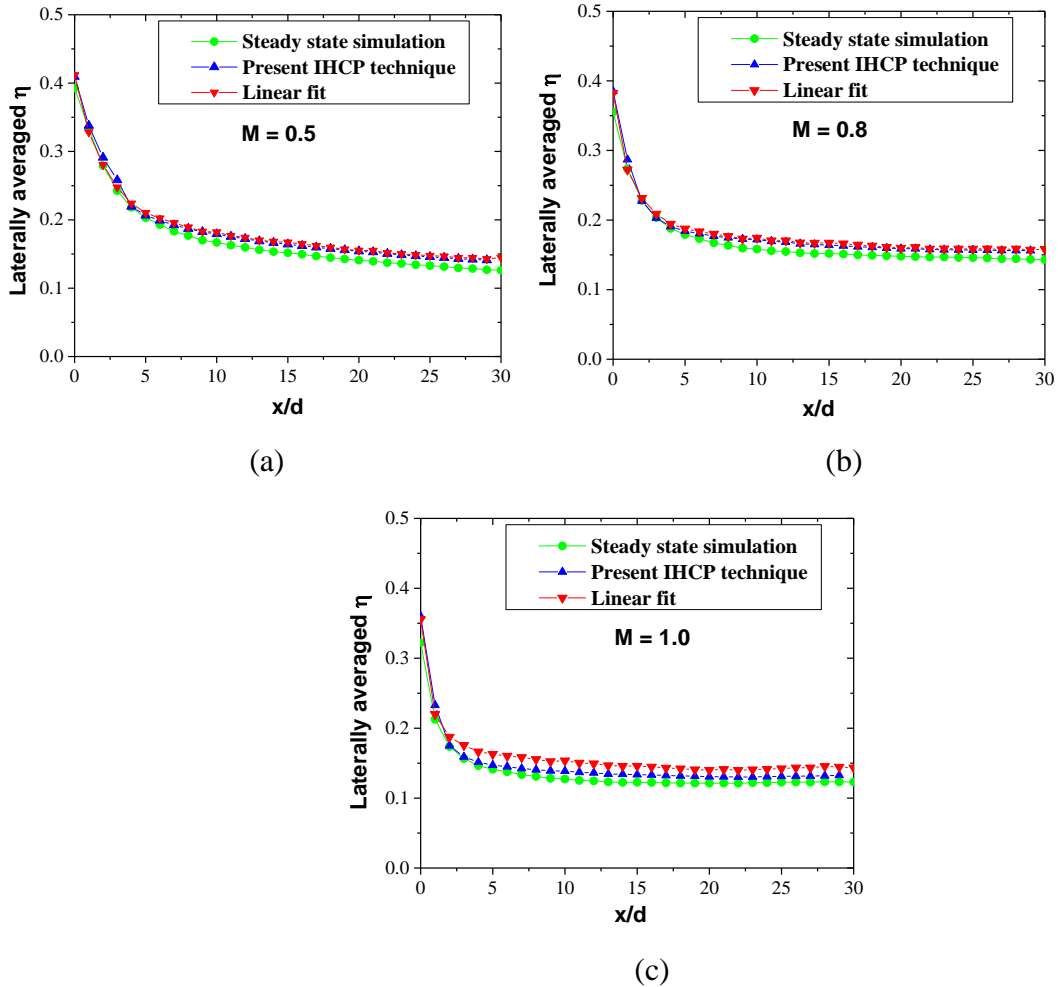 Steady state simulation
Present IHCP technique
Linear fit
M = 0.5
Laterally averaged η
0.5
0.4
0.3
0.2
0.1
0.0
0 5 10 15 20 25 30
x/d
(a)
Steady state simulation
Present IHCP technique
Linear fit
M = 0.8
Laterally averaged η
0.5
0.4
0.3
0.2
0.1
0.0
0 5 10 15 20 25 30
x/d
(b)
Steady state simulation
Present IHCP technique
Linear fit
M = 1.0
Laterally averaged η
0.5
0.4
0.3
0.2
0.1
0.0
0 5 10 15 20 25 30
x/d
(c)